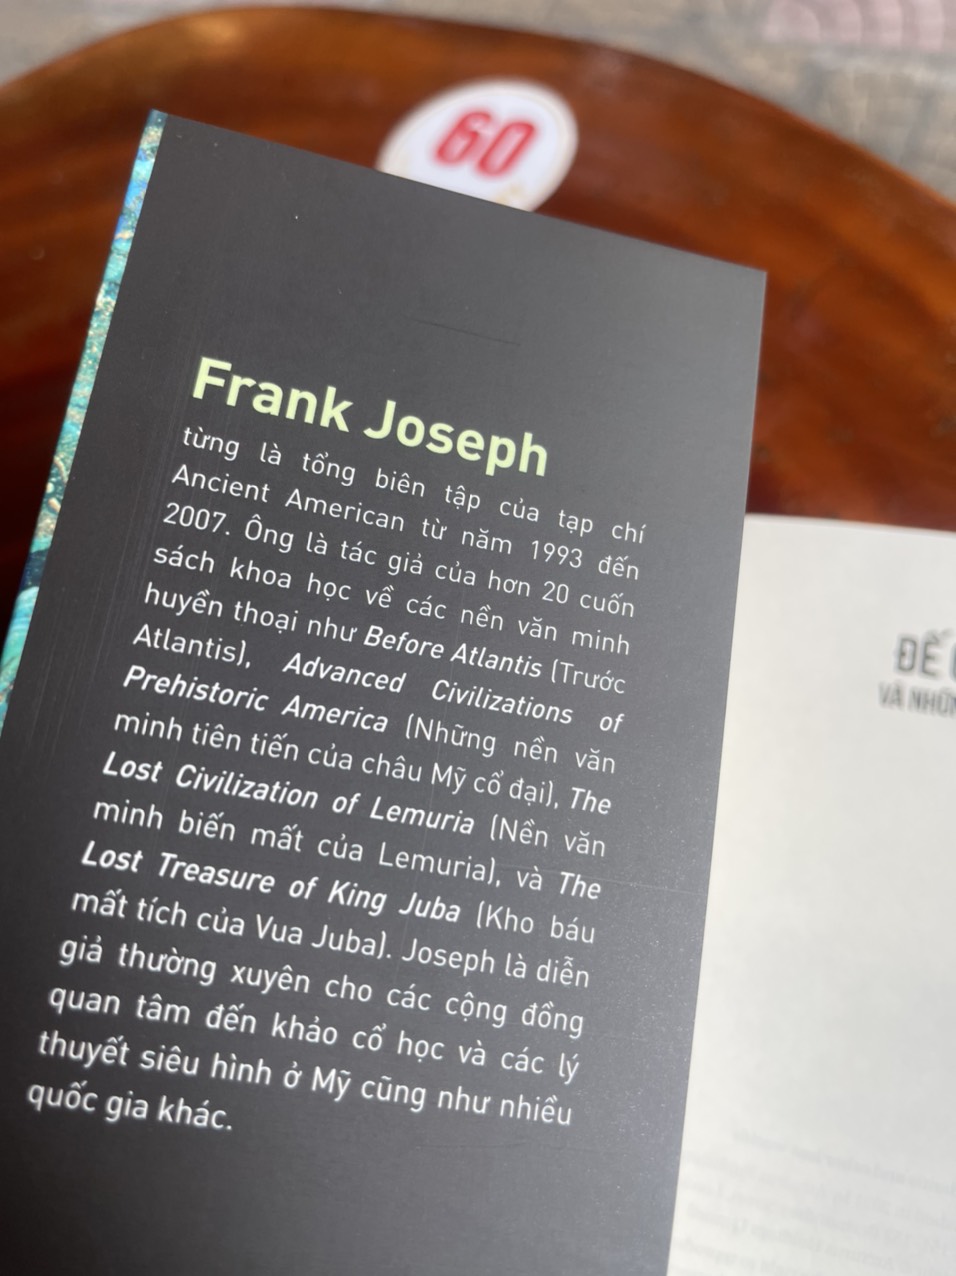 60
Frank Joseph
từng là tổng biên tập của tạp chí
Ancient American từ năm 1993 đến
2007. Ông là tác giả của hơn 20 cuốn
sách khoa học về các nền văn minh
huyền thoại như Before Atlantis (Trước
Atlantis), Advanced Civilizations of
Prehistoric America (Những nền văn
minh tiên tiến của châu Mỹ cổ đại), The
Lost Civilization of Lemuria (Nền văn
minh biến mất của Lemuria), và The
Lost Treasure of King Juba (Kho báu
mất tích của Vua Juba). Joseph là diễn
giả thường xuyên cho các cộng đồng
quan tâm đến khảo cổ học và các lý
thuyết siêu hình ở Mỹ cũng như nhiều
quốc gia khác.
ĐẾ
VÀ NHỮN